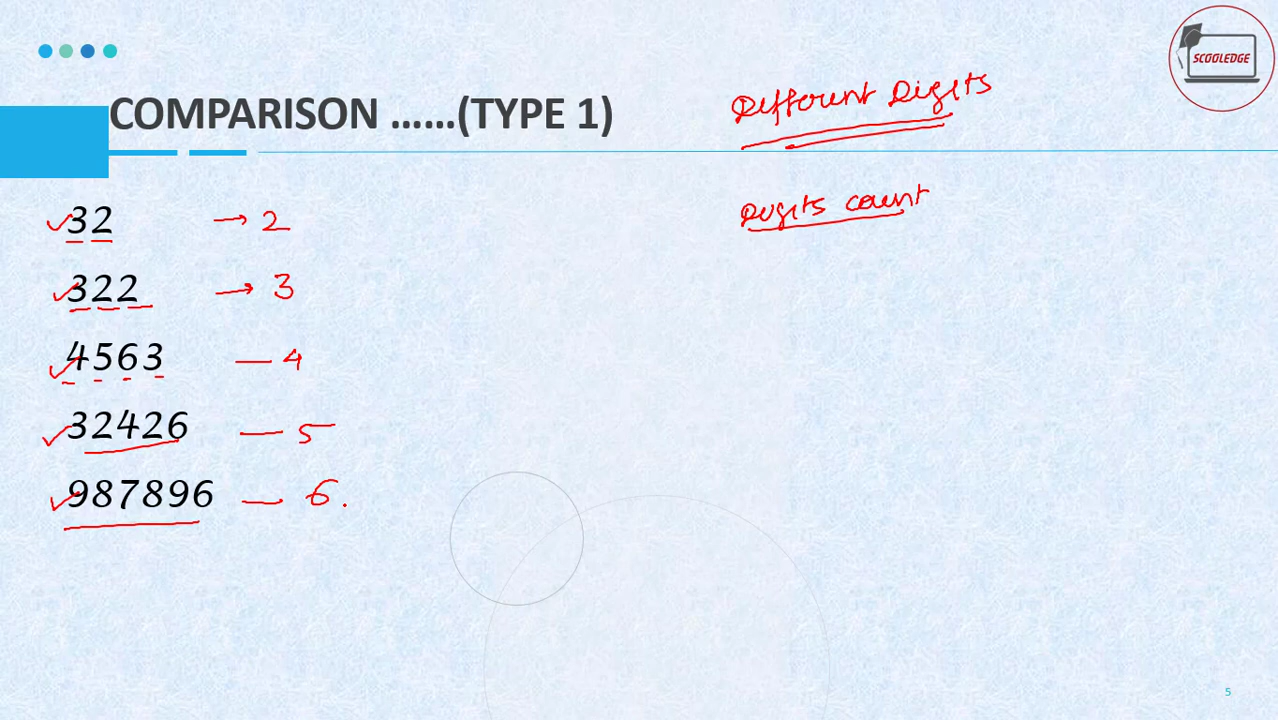 SCOOLEDGE
COMPARISON ......(TYPE 1)
Different Digits
Digits count
32 → 2
322 → 3
4563 — 4
32426 — 5
987896 — 6.
5